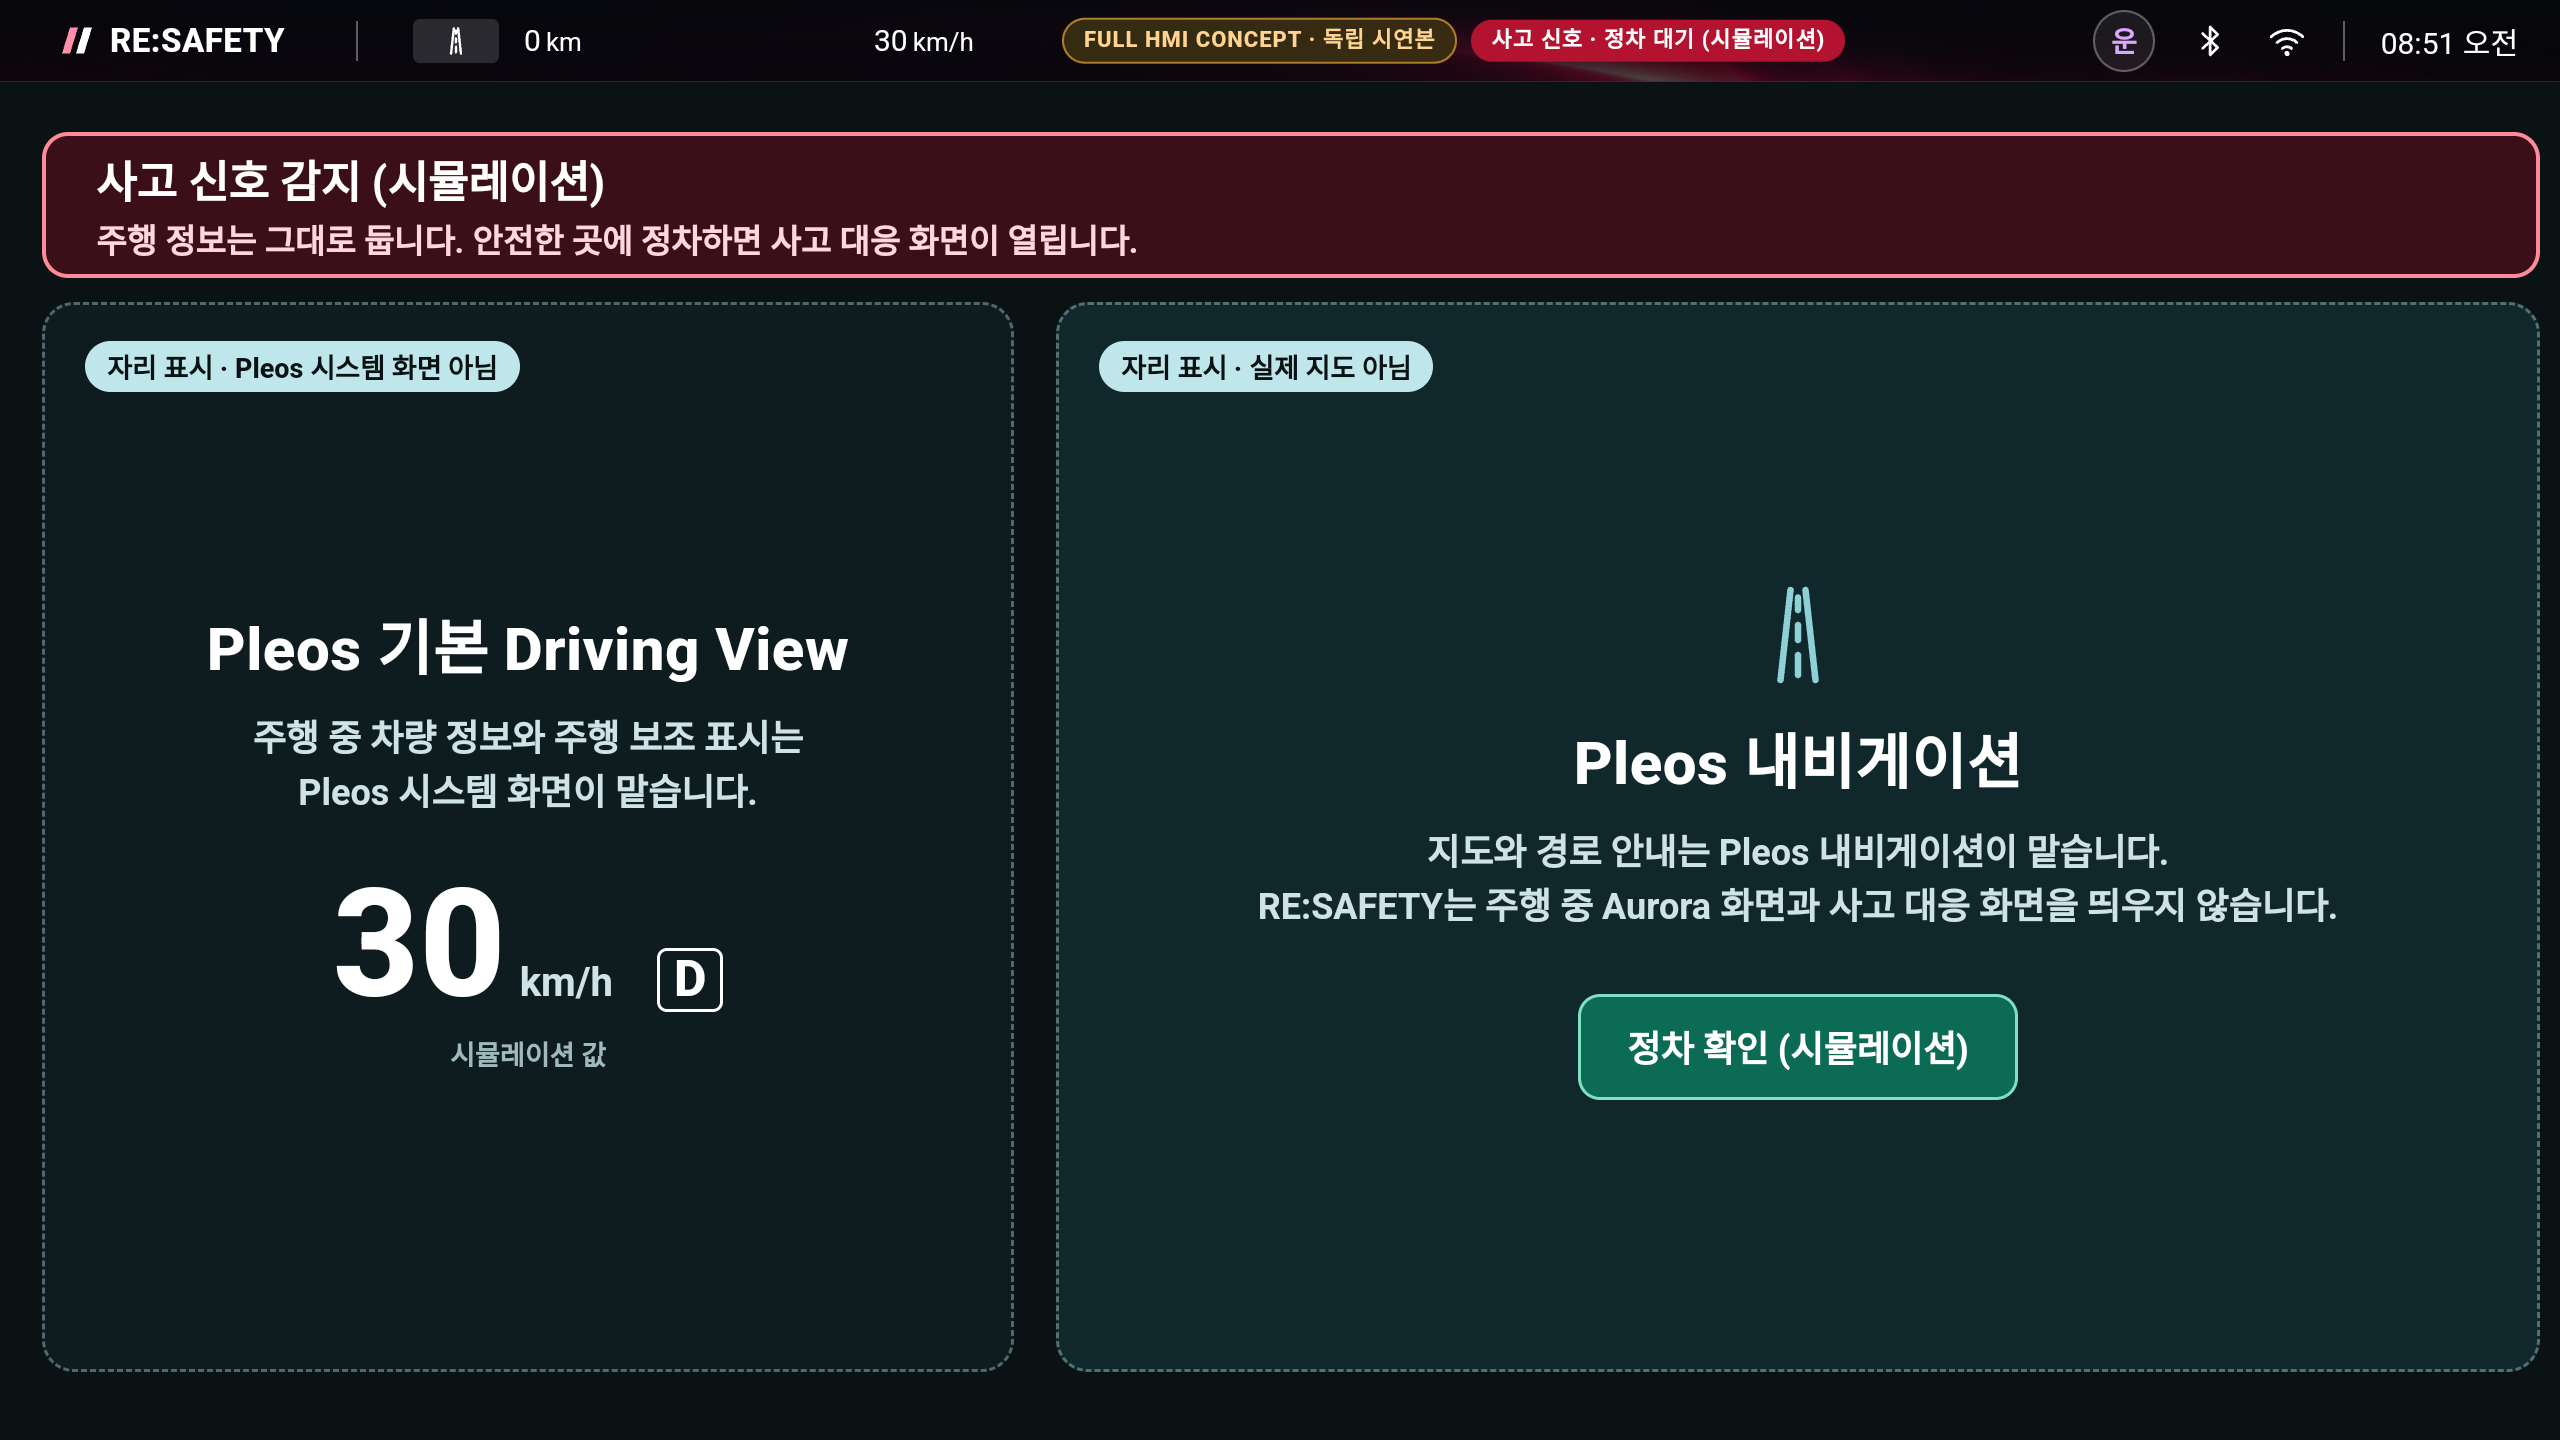 RE:SAFETY
0 km
30 km/h
FULL HMI CONCEPT · 독립 시연본
사고 신호 · 정차 대기 (시뮬레이션)
운
08:51 오전
사고 신호 감지 (시뮬레이션)
주행 정보는 그대로 둡니다. 안전한 곳에 정차하면 사고 대응 화면이 열립니다.
자리 표시 · Pleos 시스템 화면 아님
Pleos 기본 Driving View
주행 중 차량 정보와 주행 보조 표시는
Pleos 시스템 화면이 맡습니다.
30 km/h D
시뮬레이션 값
자리 표시 · 실제 지도 아님
Pleos 내비게이션
지도와 경로 안내는 Pleos 내비게이션이 맡습니다.
RE:SAFETY는 주행 중 Aurora 화면과 사고 대응 화면을 띄우지 않습니다.
정차 확인 (시뮬레이션)